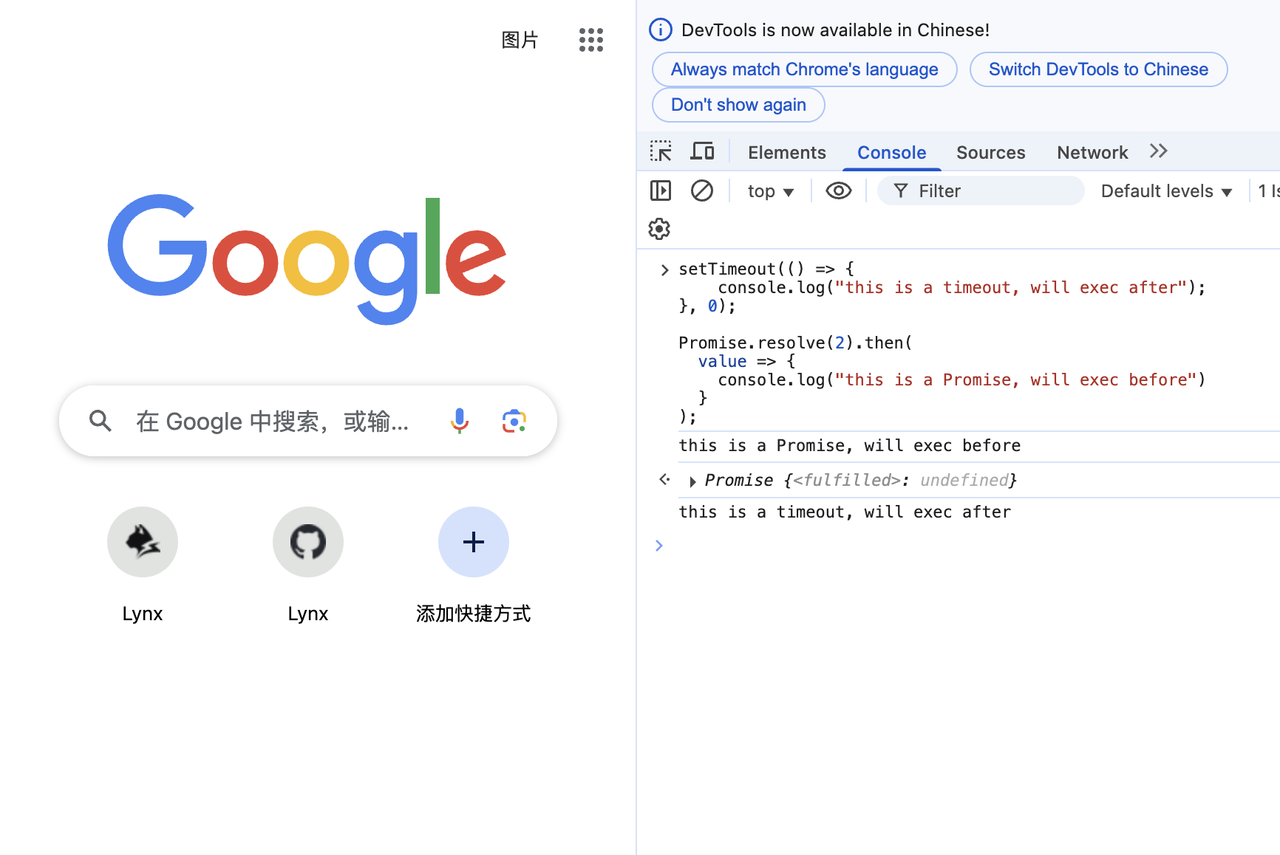 图片
Google
在 Google 中搜索，或输...
Lynx
Lynx
添加快捷方式
DevTools is now available in Chinese!
Always match Chrome's language
Switch DevTools to Chinese
Don't show again
Elements
Console
Sources
Network
top
Filter
Default levels
1 Is
setTimeout(() => {
    console.log("this is a timeout, will exec after");
}, 0);
Promise.resolve(2).then(
  value => {
    console.log("this is a Promise, will exec before")
  }
);
this is a Promise, will exec before
Promise {<fulfilled>: undefined}
this is a timeout, will exec after